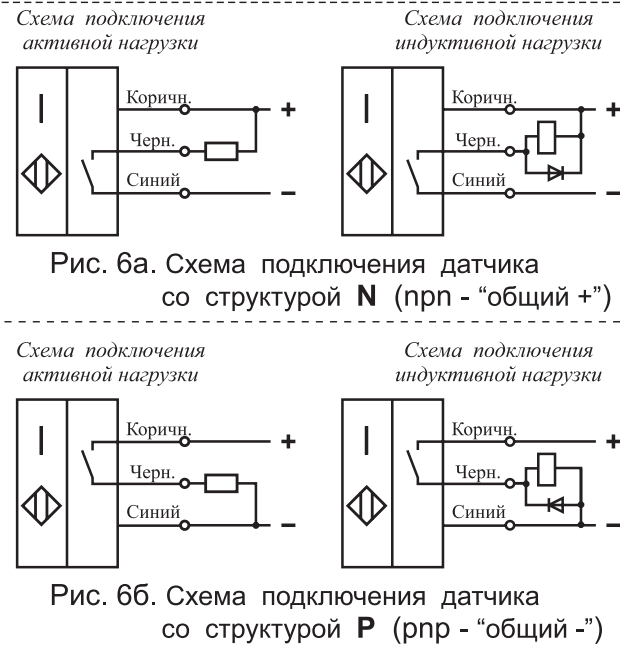 Схема подключения
активной нагрузки
Схема подключения
индуктивной нагрузки
Коричн.
+
Черн.
Синий
−
Коричн.
+
Черн.
Синий
−
Рис. 6а. Схема подключения датчика
со структурой N (npn - “общий +”)
Схема подключения
активной нагрузки
Схема подключения
индуктивной нагрузки
Коричн.
+
Черн.
Синий
−
Коричн.
+
Черн.
Синий
−
Рис. 6б. Схема подключения датчика
со структурой P (pnp - “общий -”)